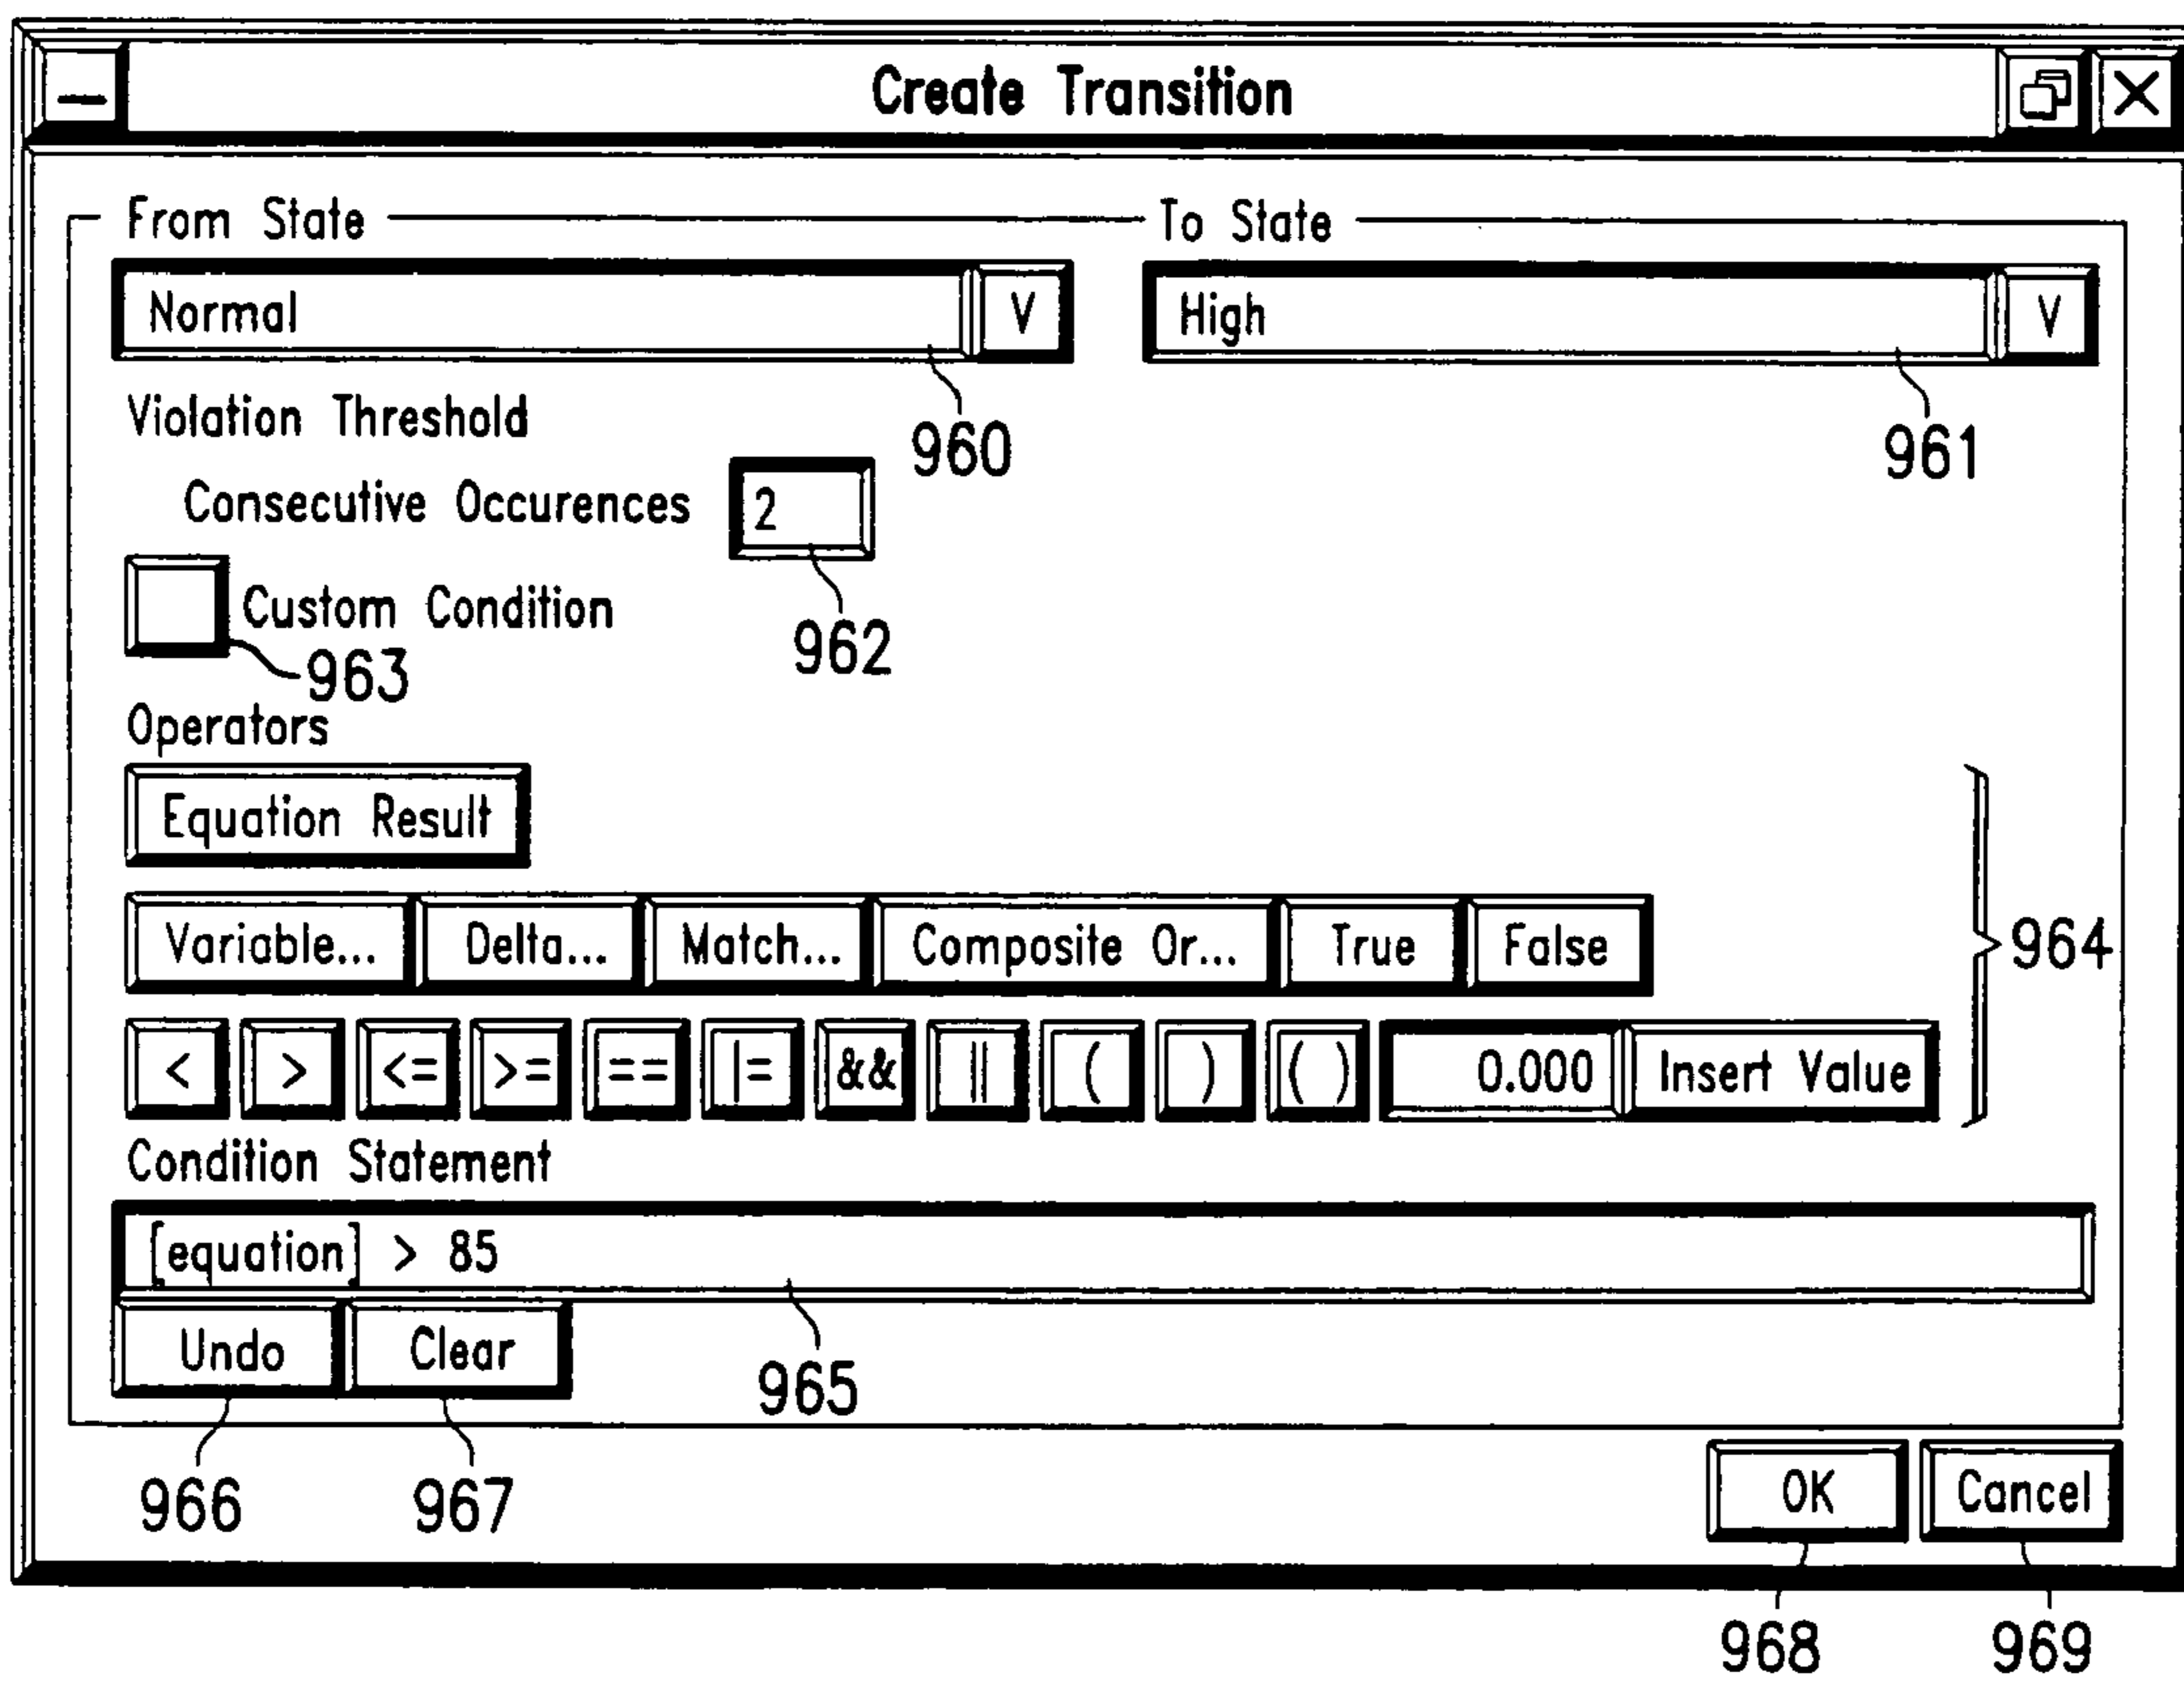 Create Transition
From State To State
Normal V High V
Violation Threshold 960 961
Consecutive Occurences 2
Custom Condition 962
963
Operators
Equation Result
Variable... Delta... Match... Composite Or... True False 964
< > <= >= == |= && || ( ) ( ) 0.000 Insert Value
Condition Statement
[equation] > 85
Undo Clear 965
966 967 OK Cancel
968 969